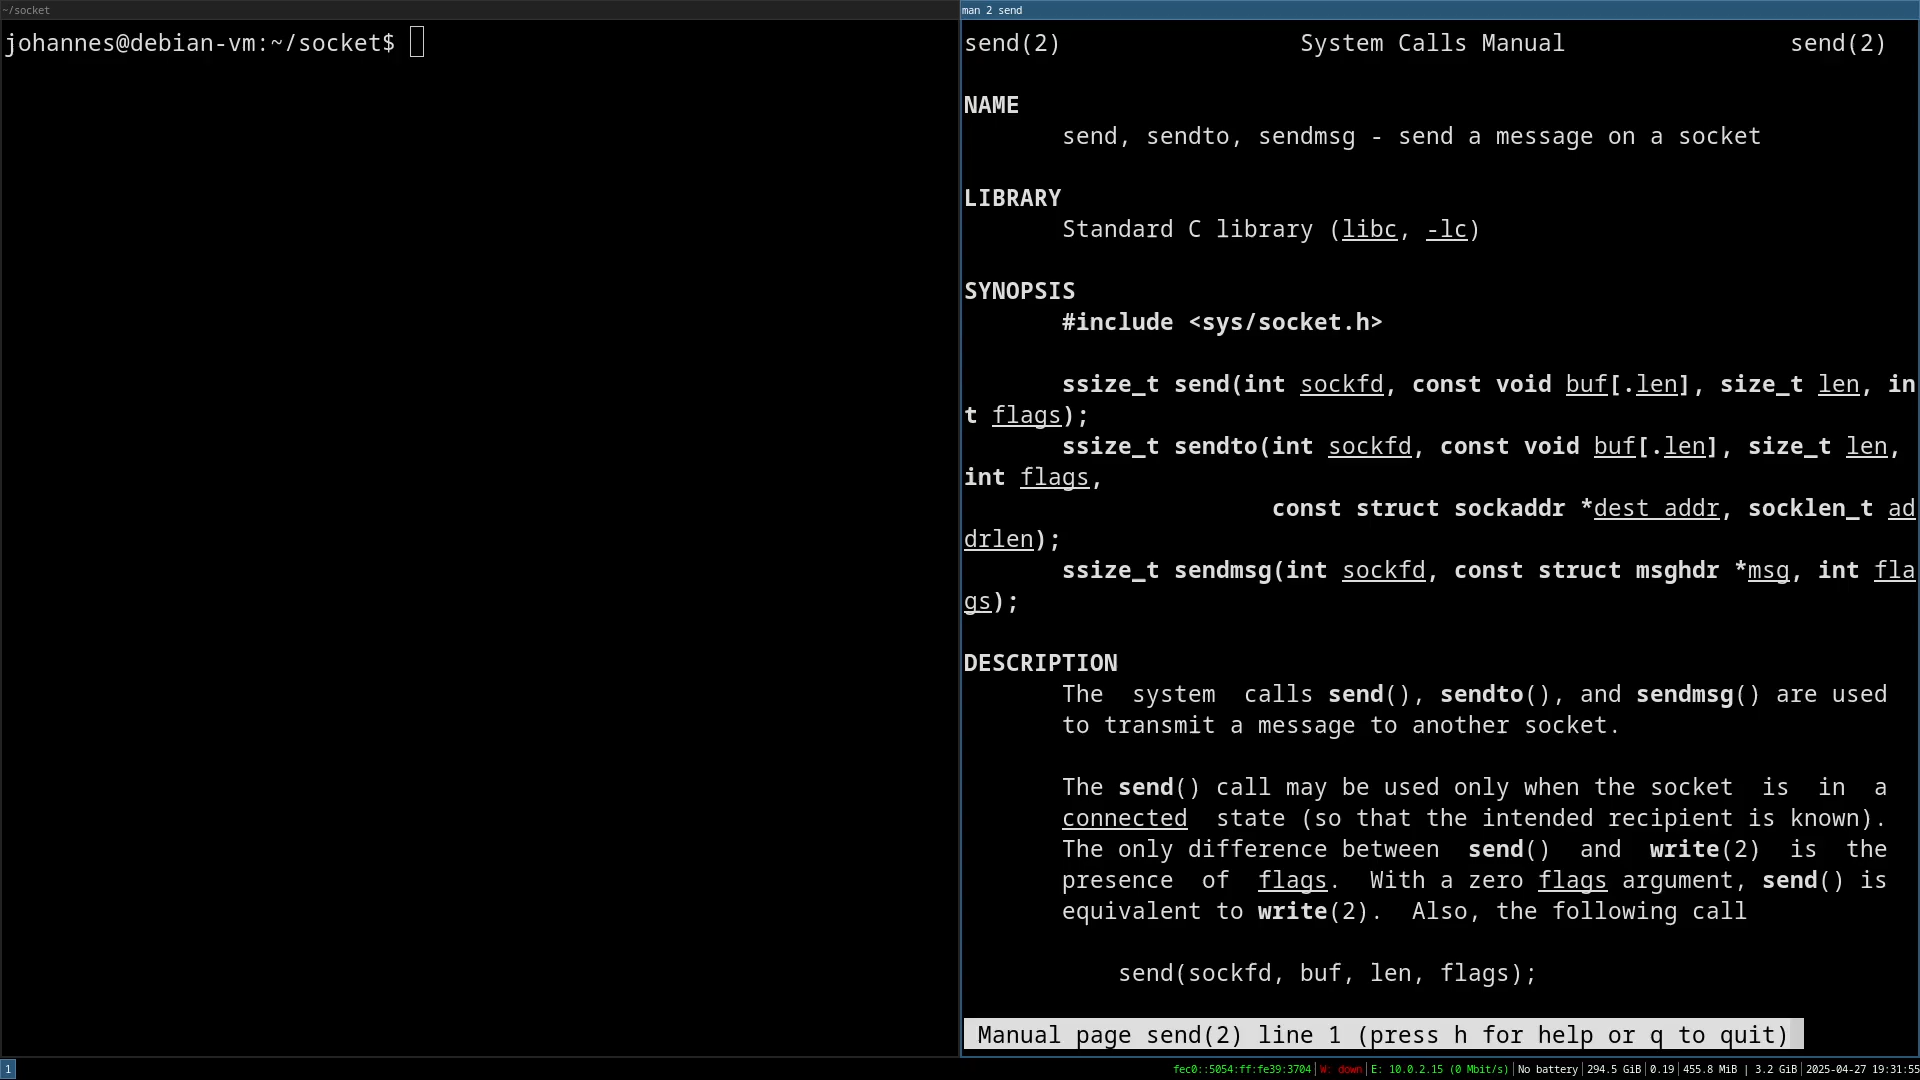 ~/socket
johannes@debian-vm:~/socket$
man 2 send
send(2) System Calls Manual send(2)
NAME
send, sendto, sendmsg - send a message on a socket
LIBRARY
Standard C library (libc, -lc)
SYNOPSIS
#include <sys/socket.h>
ssize_t send(int sockfd, const void buf[.len], size_t len, in
t flags);
ssize_t sendto(int sockfd, const void buf[.len], size_t len,
int flags,
const struct sockaddr *dest_addr, socklen_t ad
drlen);
ssize_t sendmsg(int sockfd, const struct msghdr *msg, int fla
gs);
DESCRIPTION
The system calls send(), sendto(), and sendmsg() are used
to transmit a message to another socket.
The send() call may be used only when the socket is in a
connected state (so that the intended recipient is known).
The only difference between send() and write(2) is the
presence of flags. With a zero flags argument, send() is
equivalent to write(2). Also, the following call
send(sockfd, buf, len, flags);
Manual page send(2) line 1 (press h for help or q to quit)
1
fec0::5054:ff:fe39:3704 | W: down | E: 10.0.2.15 (0 Mbit/s) | No battery | 294.5 GiB | 0.19 | 455.8 MiB | 3.2 GiB | 2025-04-27 19:31:55